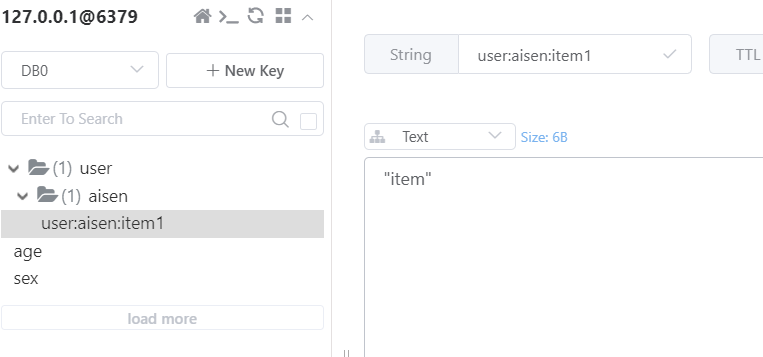 127.0.0.1@6379
DB0
+ New Key
Enter To Search
(1) user
(1) aisen
user:aisen:item1
age
sex
load more
String
user:aisen:item1
TTL
Text
Size: 6B
"item"